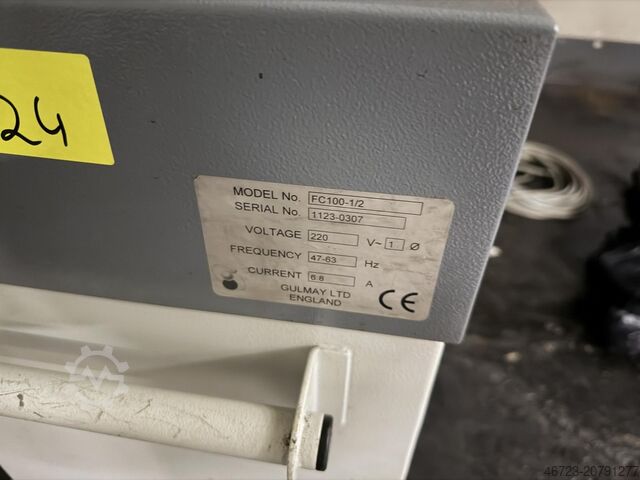 24
MODEL No. FC100-1/2
SERIAL No. 1123-0307
VOLTAGE 220 V~ 1 Ø
FREQUENCY 47-63 Hz
CURRENT 6.8 A
GULMAY LTD
ENGLAND
CE
46723-20791277